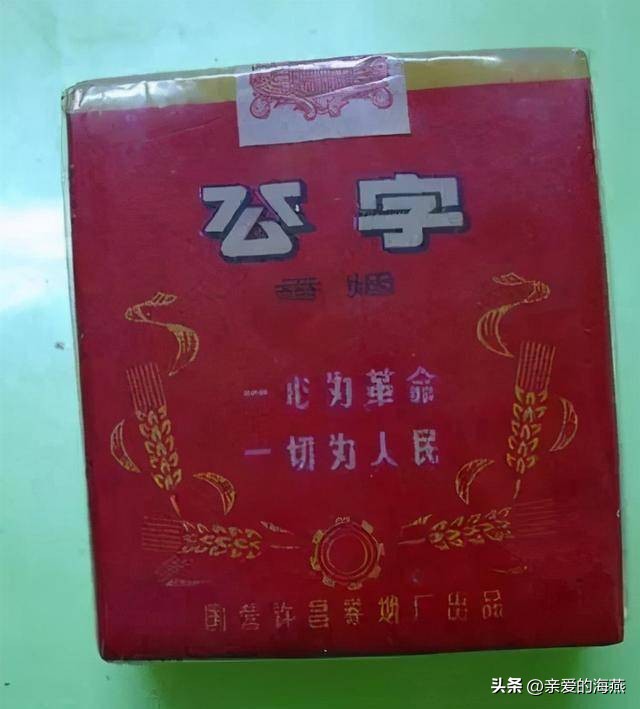 公字
香烟
一心为革命
一切为人民
国营许昌卷烟厂出品
头条 @亲爱的海燕